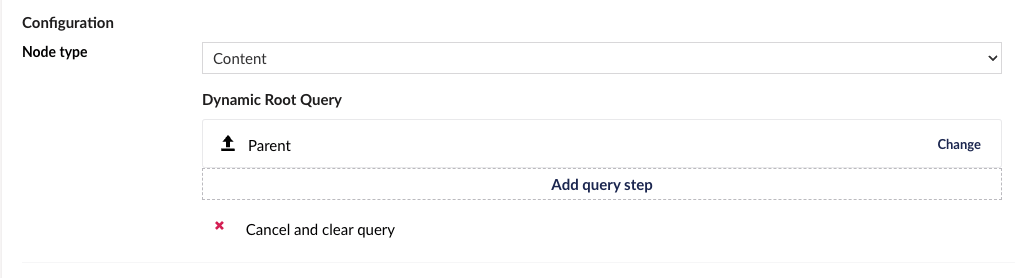 Configuration
Node type
Content
Dynamic Root Query
Parent
Change
Add query step
Cancel and clear query